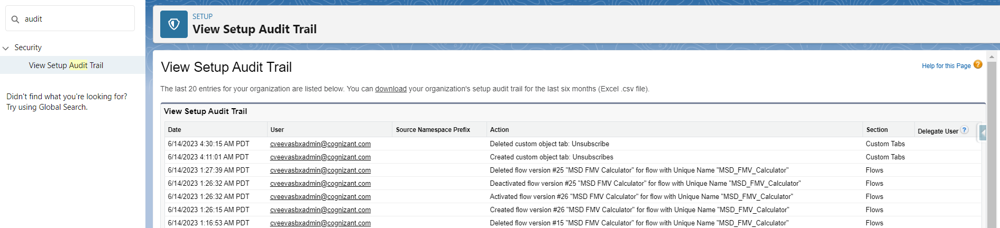 audit
Security
View Setup Audit Trail
Didn't find what you're looking for?
Try using Global Search.
SETUP
View Setup Audit Trail
View Setup Audit Trail
Help for this Page ?
The last 20 entries for your organization are listed below. You can download your organization's setup audit trail for the last six months (Excel .csv file).
View Setup Audit Trail
Date User Source Namespace Prefix Action Section Delegate User ?
6/14/2023 4:30:15 AM PDT cveevasbxadmin@cognizant.com Deleted custom object tab: Unsubscribe Custom Tabs
6/14/2023 4:11:01 AM PDT cveevasbxadmin@cognizant.com Created custom object tab: Unsubscribes Custom Tabs
6/14/2023 1:27:39 AM PDT cveevasbxadmin@cognizant.com Deleted flow version #25 "MSD FMV Calculator" for flow with Unique Name "MSD_FMV_Calculator" Flows
6/14/2023 1:26:32 AM PDT cveevasbxadmin@cognizant.com Deactivated flow version #25 "MSD FMV Calculator" for flow with Unique Name "MSD_FMV_Calculator" Flows
6/14/2023 1:26:32 AM PDT cveevasbxadmin@cognizant.com Activated flow version #26 "MSD FMV Calculator" for flow with Unique Name "MSD_FMV_Calculator" Flows
6/14/2023 1:26:15 AM PDT cveevasbxadmin@cognizant.com Created flow version #26 "MSD FMV Calculator" for flow with Unique Name "MSD_FMV_Calculator" Flows
6/14/2023 1:16:53 AM PDT cveevasbxadmin@cognizant.com Deleted flow version #15 "MSD FMV Calculator" for flow with Unique Name "MSD_FMV_Calculator" Flows